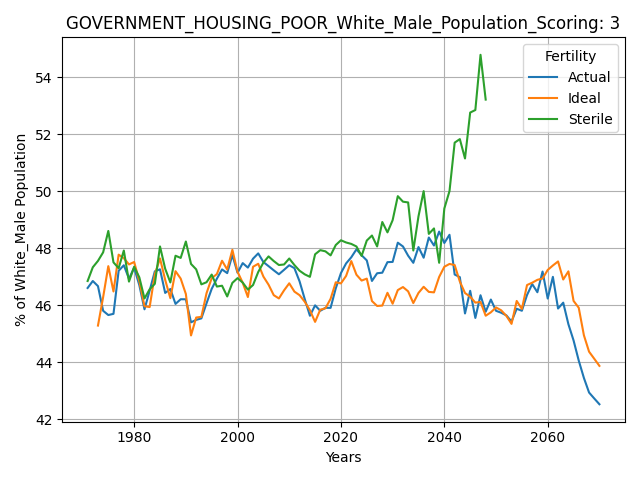 GOVERNMENT_HOUSING_POOR_White_Male_Population_Scoring: 3
% of White_Male Population
54
52
50
48
46
44
42
Fertility
Actual
Ideal
Sterile
1980
2000
2020
2040
2060
Years